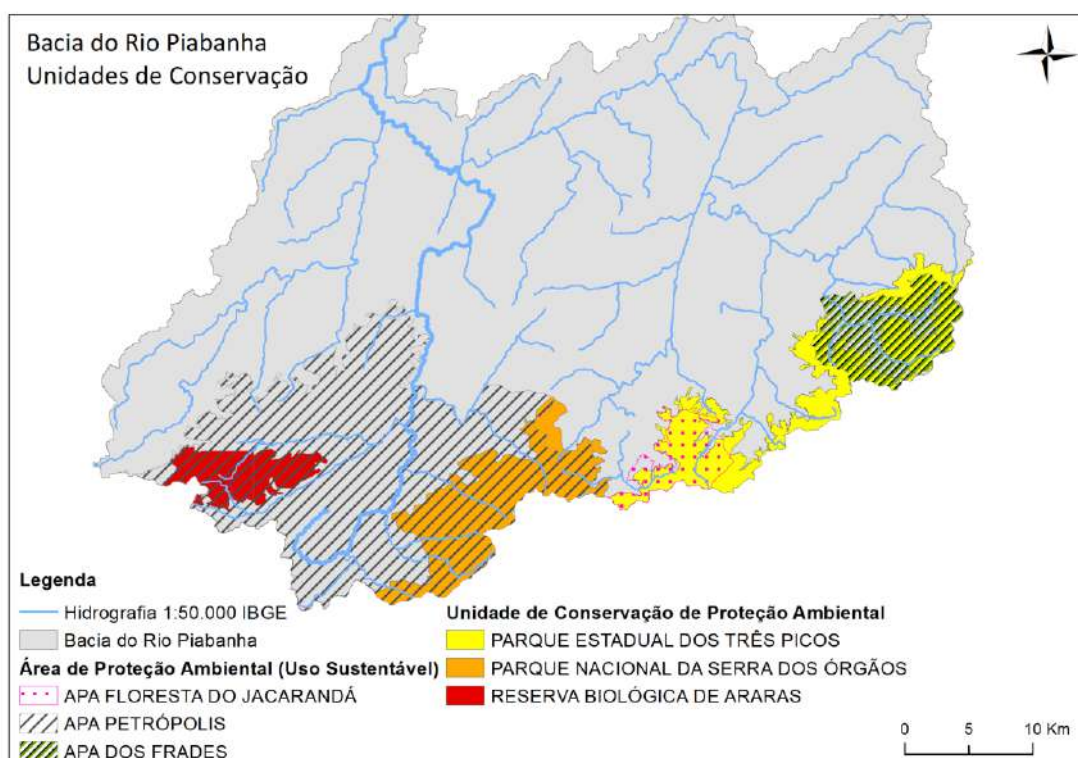 Bacia do Rio Piabanha
Unidades de Conservação
Legenda
Hidrografia 1:50.000 IBGE
Bacia do Rio Piabanha
Área de Proteção Ambiental (Uso Sustentável)
APA FLORESTA DO JACARANDÁ
APA PETRÓPOLIS
APA DOS FRADES
Unidade de Conservação de Proteção Ambiental
PARQUE ESTADUAL DOS TRÊS PICOS
PARQUE NACIONAL DA SERRA DOS ÓRGÃOS
RESERVA BIOLÓGICA DE ARARAS
0 5 10 Km